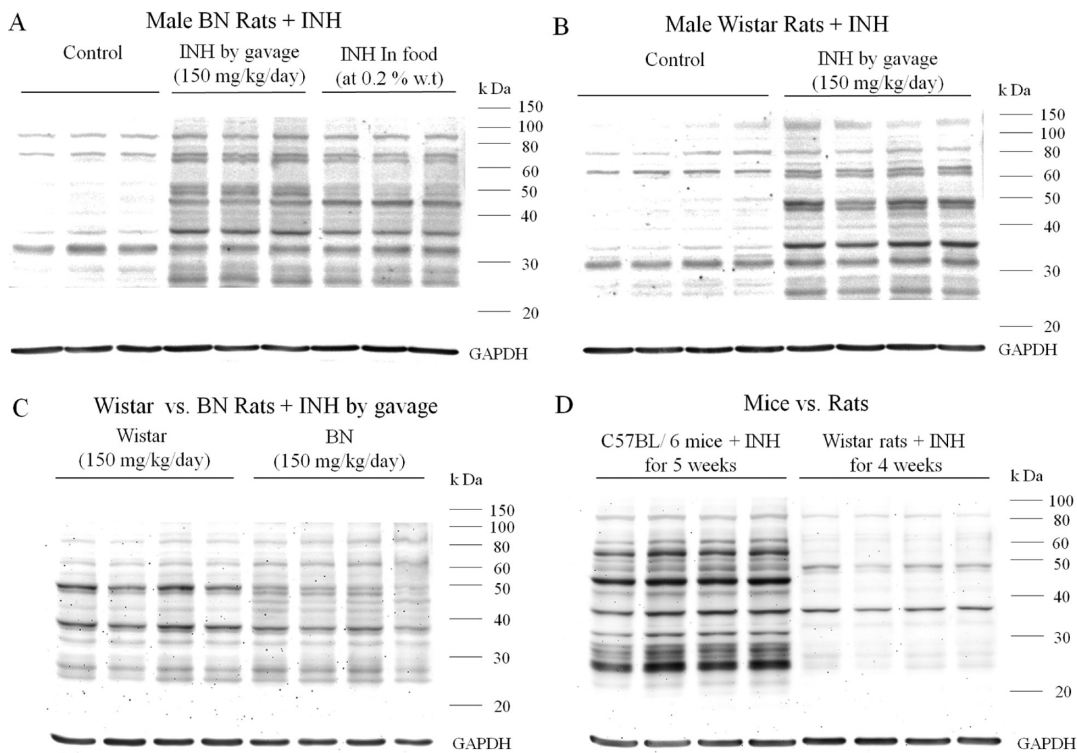 A
Male BN Rats + INH
Control
INH by gavage
(150 mg/kg/day)
INH In food
(at 0.2 % w.t)
k Da
150
100
80
60
50
40
30
20
GAPDH
B
Male Wistar Rats + INH
Control
INH by gavage
(150 mg/kg/day)
k Da
150
100
80
60
50
40
30
20
GAPDH
C
Wistar vs. BN Rats + INH by gavage
Wistar
(150 mg/kg/day)
BN
(150 mg/kg/day)
k Da
150
100
80
60
50
40
30
20
GAPDH
D
Mice vs. Rats
C57BL/ 6 mice + INH
for 5 weeks
Wistar rats + INH
for 4 weeks
k Da
100
80
60
50
40
30
20
GAPDH